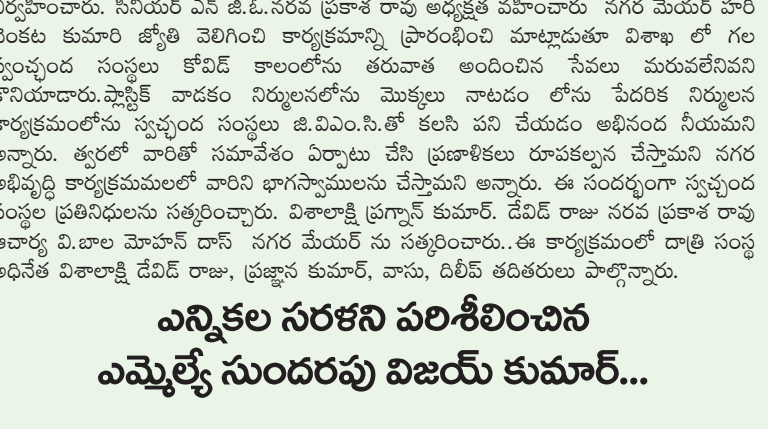 నిర్వహించారు. సీనియర్ ఎన్ జి.ఓ.నరవ ప్రకాశ రావు అధ్యక్షత వహించారు నగర మేయర్ హరి
వెంకట కుమారి జ్యోతి వెలిగించి కార్యక్రమాన్ని ప్రారంభించి మాట్లాడుతూ విశాఖ లో గల
స్వంచ్ఛంద సంస్థలు కోవిడ్ కాలంలోను తరువాత అందించిన సేవలు మరువలేనివని
కొనియాడారు.ప్లాస్టిక్ వాడకం నిర్ములనలోను మొక్కలు నాటడం లోను పేదరిక నిర్ములన
కార్యక్రమంలోను స్వచ్ఛంద సంస్థలు జి.విఎం.సి.తో కలసి పని చేయడం అభినంద నీయమని
అన్నారు. త్వరలో వారితో సమావేశం ఏర్పాటు చేసి ప్రణాళికలు రూపకల్పన చేస్తామని నగర
అభివృద్ధి కార్యక్రమమలలో వారిని భాగస్వాములను చేస్తామని అన్నారు. ఈ సందర్భంగా స్వచ్ఛంద
సంస్థల ప్రతినిధులను సత్కరించ్చారు. విశాలాక్షి ప్రగ్నాన్ కుమార్. డేవిడ్ రాజు నరవ ప్రకాశ రావు
ఆచార్య వి.బాల మోహన్ దాస్ నగర మేయర్ ను సత్కరించారు..ఈ కార్యక్రమంలో దాత్రి సంస్థ
అధినేత విశాలాక్షి డేవిడ్ రాజు, ప్రజ్ఞాన కుమార్, వాసు, దిలీప్ తదితరులు పాల్గొన్నారు.
ఎన్నికల సరళని పరిశీలించిన
ఎమ్మెల్యే సుందరపు విజయ్ కుమార్...